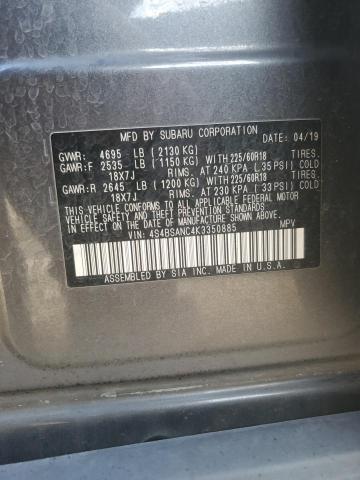 MFD BY SUBARU CORPORATION DATE: 04/19
GVWR: 4695 LB (2130 KG)
GAWR:F 2535 LB (1150 KG) WITH 225/60R18 TIRES.
18X7J RIMS. AT 240 KPA (35 PSI) COLD
GAWR:R 2645 LB (1200 KG) WITH 225/60R18 TIRES.
18X7J RIMS. AT 230 KPA (33 PSI) COLD
THIS VEHICLE CONFORMS TO ALL APPLICABLE FEDERAL MOTOR
VEHICLE SAFETY AND THEFT PREVENTION STANDARDS IN
EFFECT ON THE DATE OF MANUFACTURE SHOWN ABOVE.
VIN: 4S4BSANC4K3350885 MPV
ASSEMBLED BY SIA INC. MADE IN U.S.A.